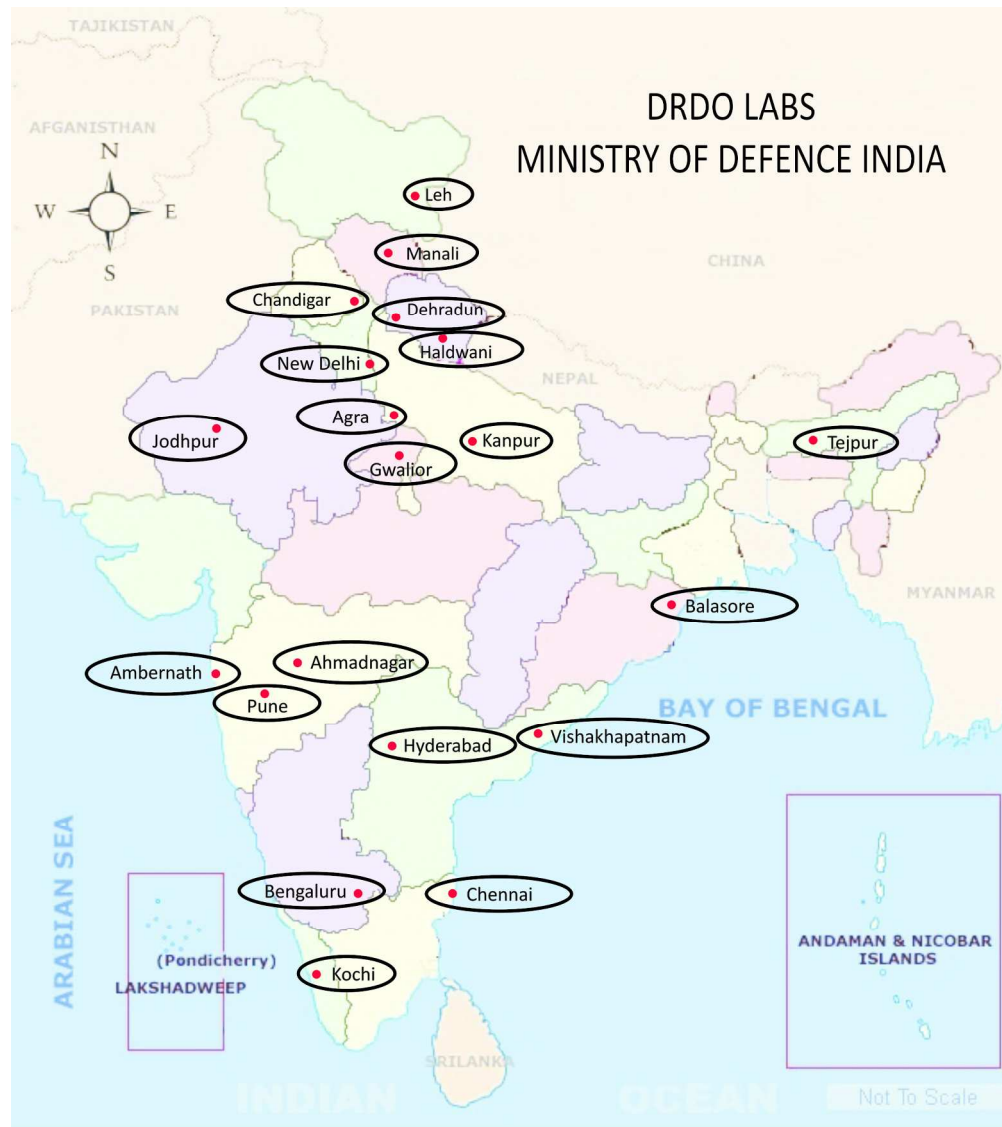 TAJIKISTAN
DRDO LABS
MINISTRY OF DEFENCE INDIA
AFGANISTHAN
N
W
E
S
Leh
Manali
CHINA
PAKISTAN
Chandigar
Dehradun
Haldwani
New Delhi
NEPAL
Agra
Jodhpur
Kanpur
Tejpur
Gwalior
MYANMAR
Balasore
Ahmadnagar
Ambernath
Pune
BAY OF BENGAL
Vishakhapatnam
Hyderabad
ARABIAN SEA
Bengaluru
Chennai
ANDAMAN & NICOBAR
ISLANDS
(Pondicherry)
LAKSHADWEEP
Kochi
SRILANKA
INDIAN OCEAN
Not To Scale